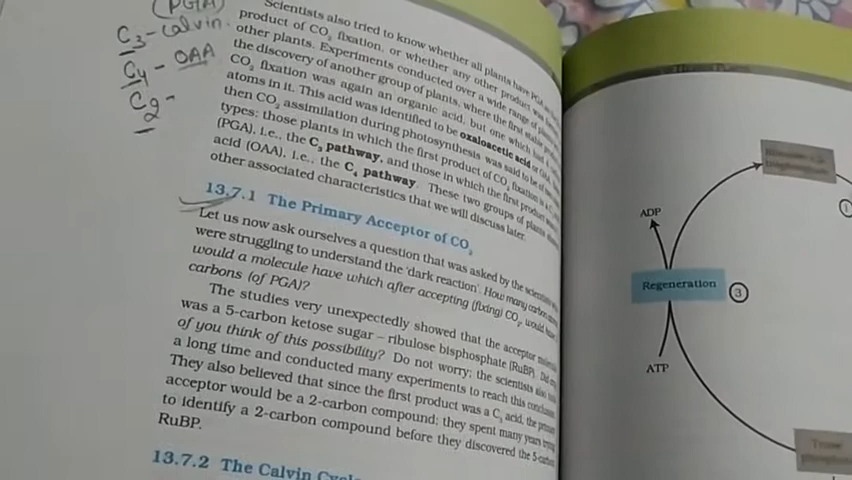 (PGA)
C3 - Calvin.
C4 - OAA
C2 -
Scientists also tried to know whether all plants have PGA as
product of CO2 fixation, or whether any other product was
other plants. Experiments conducted over a wide range of
the discovery of another group of plants, where the first stable
CO2 fixation was again an organic acid, but one which had 4
atoms in it. This acid was identified to be oxaloacetic acid or OAA.
then CO2 assimilation during photosynthesis was said to be of
types: those plants in which the first product of CO2 fixation is a C3
(PGA), i.e., the C3 pathway, and those in which the first product
acid (OAA), i.e., the C4 pathway. These two groups of plants
other associated characteristics that we will discuss later.
13.7.1 The Primary Acceptor of CO2
Let us now ask ourselves a question that was asked by the scientists
were struggling to understand the 'dark reaction'. How many carbon atoms
would a molecule have which after accepting (fixing) CO2, would have
carbons (of PGA)?
The studies very unexpectedly showed that the acceptor
was a 5-carbon ketose sugar – ribulose bisphosphate (RuBP). Did
of you think of this possibility? Do not worry; the scientists also
a long time and conducted many experiments to reach this
They also believed that since the first product was a C3 acid, the
acceptor would be a 2-carbon compound; they spent many years trying
to identify a 2-carbon compound before they discovered the 5-carbon
RuBP.
13.7.2 The Calvin
ADP
Regeneration
3
ATP
1
Triose